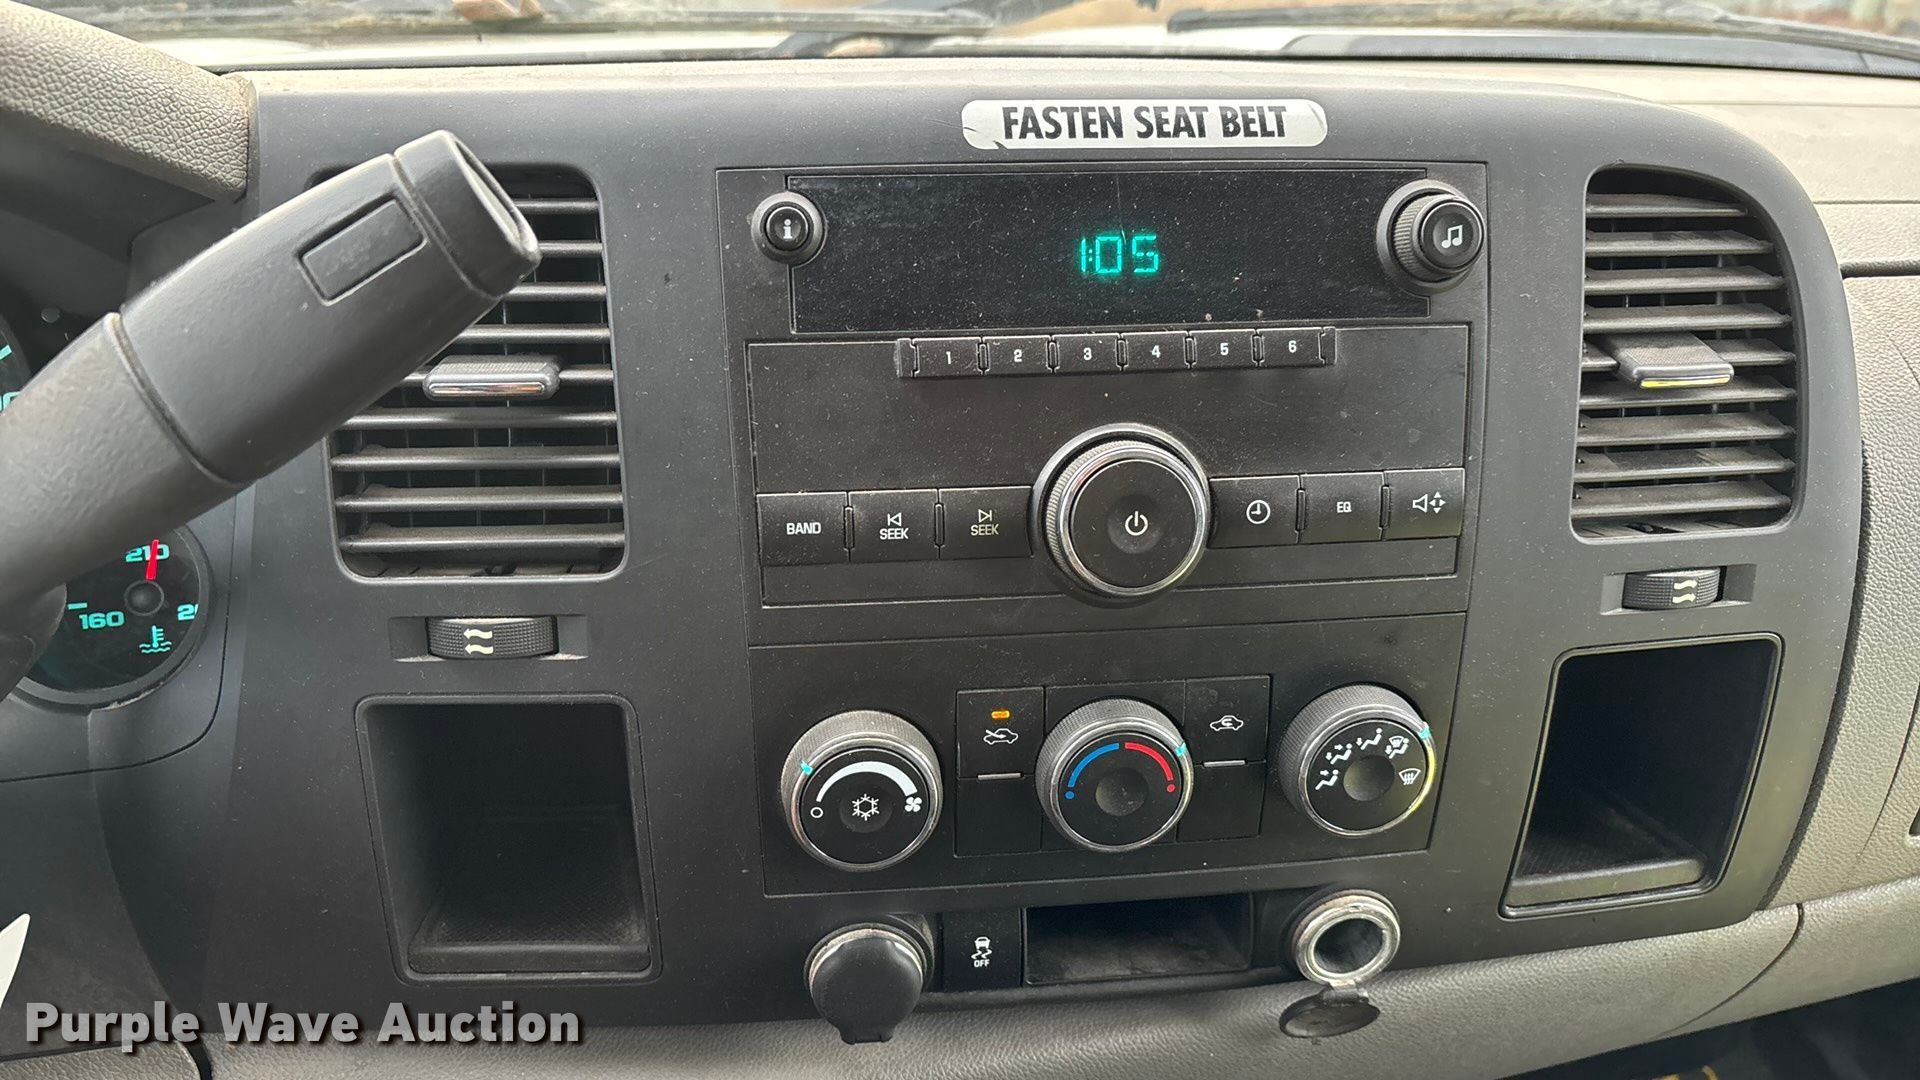 FASTEN SEAT BELT
i
1:05
1 2 3 4 5 6
BAND
SEEK
SEEK
EQ
210
160
OFF
Purple Wave Auction